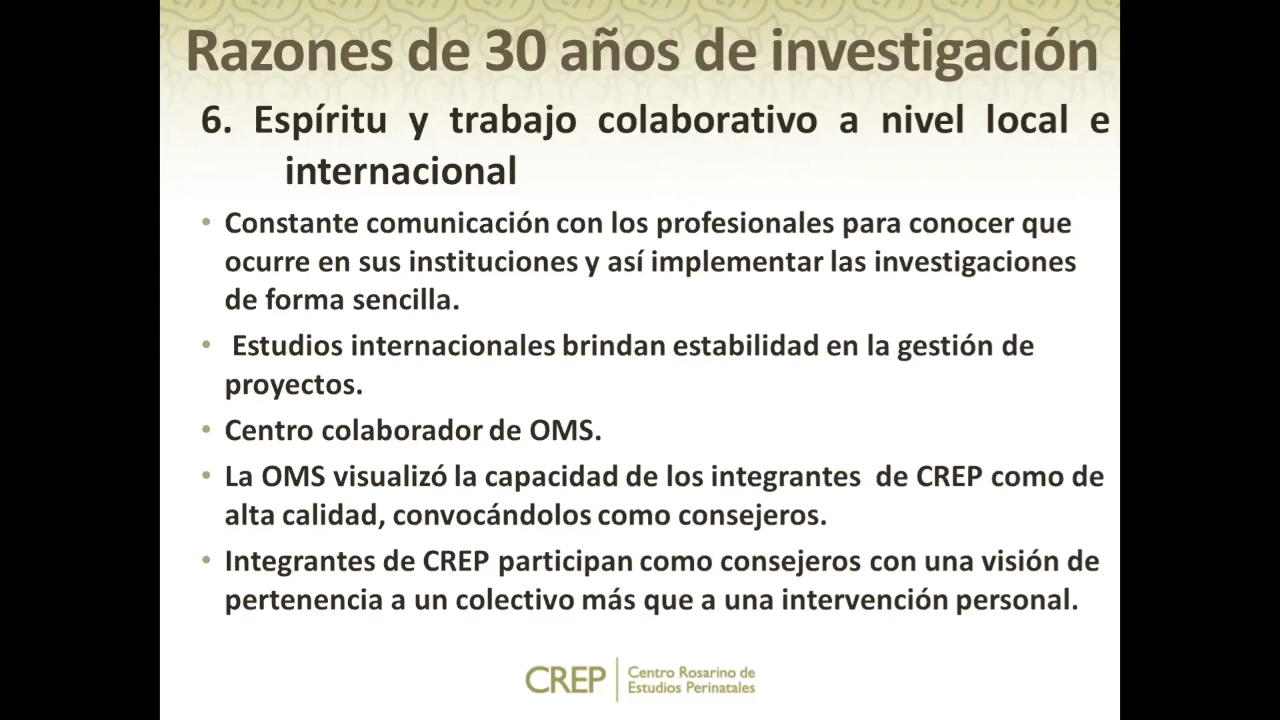 Razones de 30 años de investigación
6. Espíritu y trabajo colaborativo a nivel local e
internacional
• Constante comunicación con los profesionales para conocer que
ocurre en sus instituciones y así implementar las investigaciones
de forma sencilla.
• Estudios internacionales brindan estabilidad en la gestión de
proyectos.
• Centro colaborador de OMS.
• La OMS visualizó la capacidad de los integrantes de CREP como de
alta calidad, convocándolos como consejeros.
• Integrantes de CREP participan como consejeros con una visión de
pertenencia a un colectivo más que a una intervención personal.
CREP
Centro Rosarino de
Estudios Perinatales